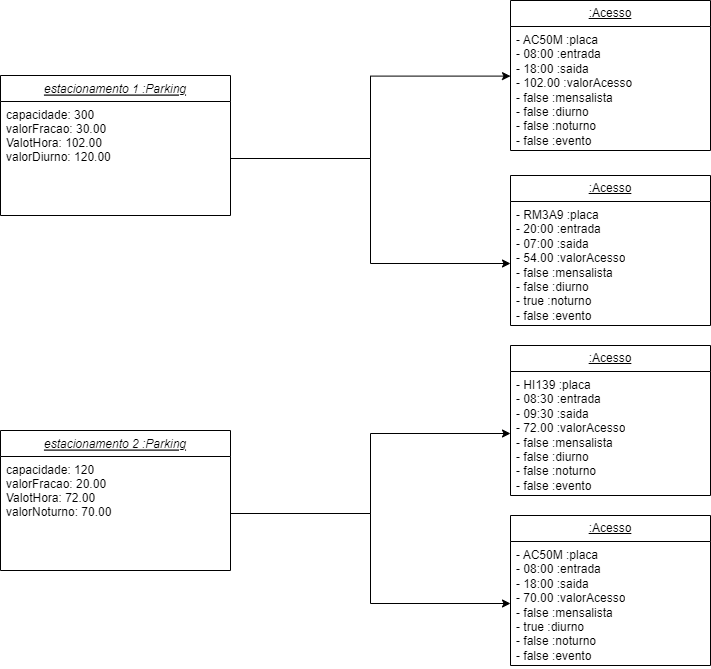 :Acesso
- AC50M :placa
- 08:00 :entrada
- 18:00 :saida
- 102.00 :valorAcesso
- false :mensalista
- false :diurno
- false :noturno
- false :evento
estacionamento 1 :Parking
capacidade: 300
valorFracao: 30.00
ValotHora: 102.00
valorDiurno: 120.00
:Acesso
- RM3A9 :placa
- 20:00 :entrada
- 07:00 :saida
- 54.00 :valorAcesso
- false :mensalista
- false :diurno
- true :noturno
- false :evento
:Acesso
- HI139 :placa
- 08:30 :entrada
- 09:30 :saida
- 72.00 :valorAcesso
- false :mensalista
- false :diurno
- false :noturno
- false :evento
estacionamento 2 :Parking
capacidade: 120
valorFracao: 20.00
ValotHora: 72.00
valorNoturno: 70.00
:Acesso
- AC50M :placa
- 08:00 :entrada
- 18:00 :saida
- 70.00 :valorAcesso
- false :mensalista
- true :diurno
- false :noturno
- false :evento